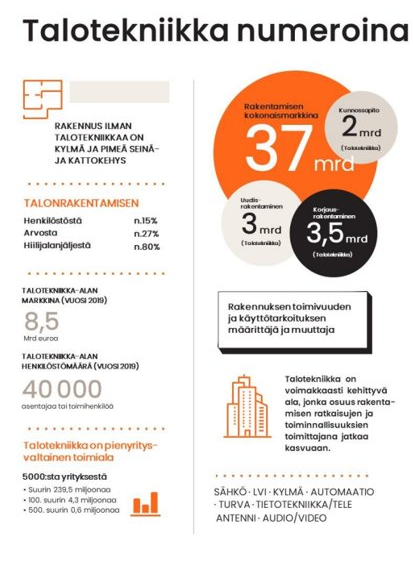 Talotekniikka numeroina
RAKENNUS ILMAN
TALOTEKNIIKKAA ON
KYLMÄ JA PIMEÄ SEINÄ-
JA KATTOKEHYS
TALONRAKENTAMISEN
Henkilöstöstä n.15%
Arvosta n.27%
Hiilijalanjäljestä n.80%
TALOTEKNIIKKA-ALAN
MARKKINA (VUOSI 2019)
8,5
Mrd euroa
TALOTEKNIIKKA-ALAN
HENKILÖSTÖMÄÄRÄ (VUOSI 2019)
40 000
asentajaa tai toimihenkilöä
Talotekniikka on pienyritys-
valtainen toimiala
5000:sta yrityksestä
• Suurin 239,5 miljoonaa
• 100. suurin 4,3 miljoonaa
• 500. suurin 0,6 miljoonaa
Rakentamisen
kokonaismarkkina
37 mrd
Kunnossapito
2 mrd
(Talotekniikka)
Uudis-
rakentaminen
3 mrd
(Talotekniikka)
Korjaus-
rakentaminen
3,5 mrd
(Talotekniikka)
Rakennuksen toimivuuden
ja käyttötarkoituksen
määrittäjä ja muuttaja
Talotekniikka on
voimakkaasti kehittyvä
ala, jonka osuus rakenta-
misen ratkaisujen ja
toiminnallisuuksien
toimittajana jatkaa
kasvuaan.
SÄHKÖ · LVI · KYLMÄ · AUTOMAATIO
· TURVA · TIETOTEKNIIKKA/TELE
ANTENNI · AUDIO/VIDEO